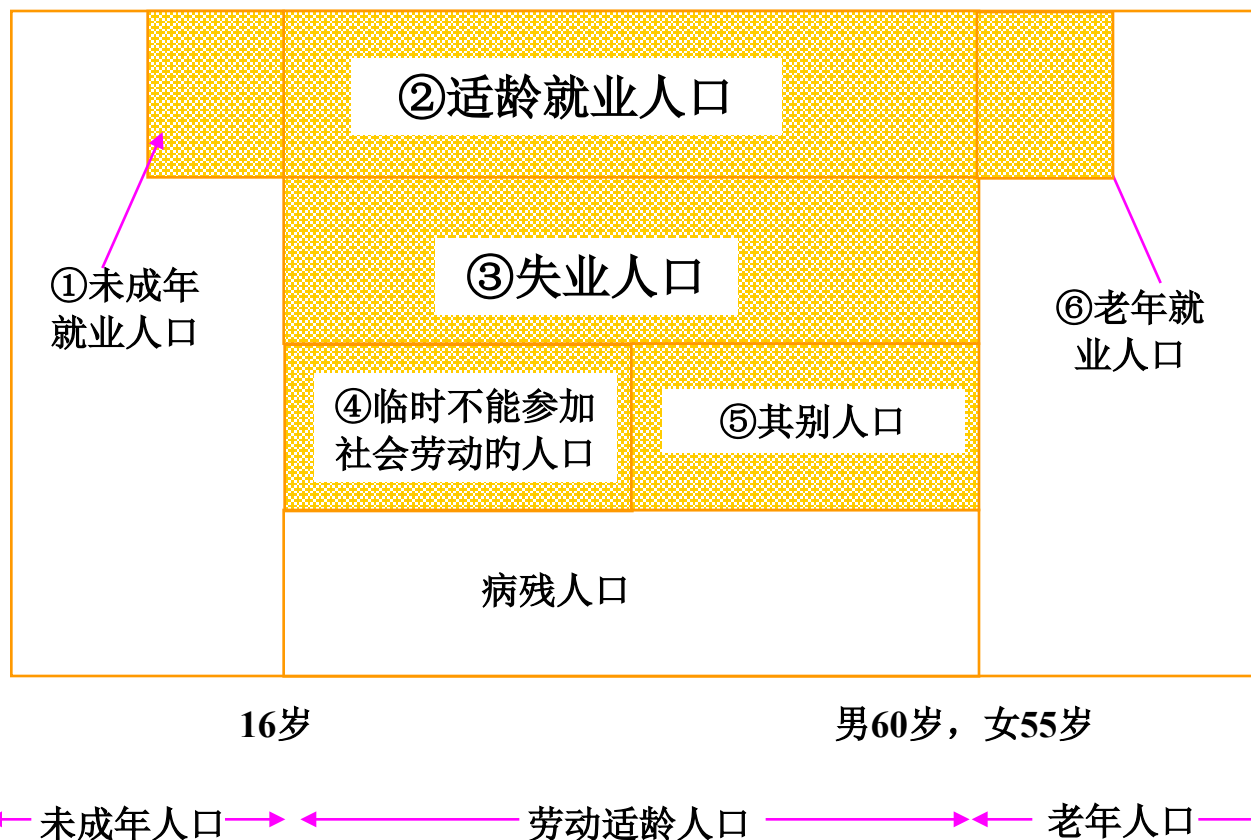 ②适龄就业人口
③失业人口
①未成年
就业人口
⑥老年就
业人口
④临时不能参加
社会劳动旳人口
⑤其别人口
病残人口
16岁
男60岁，女55岁
未成年人口
劳动适龄人口
老年人口